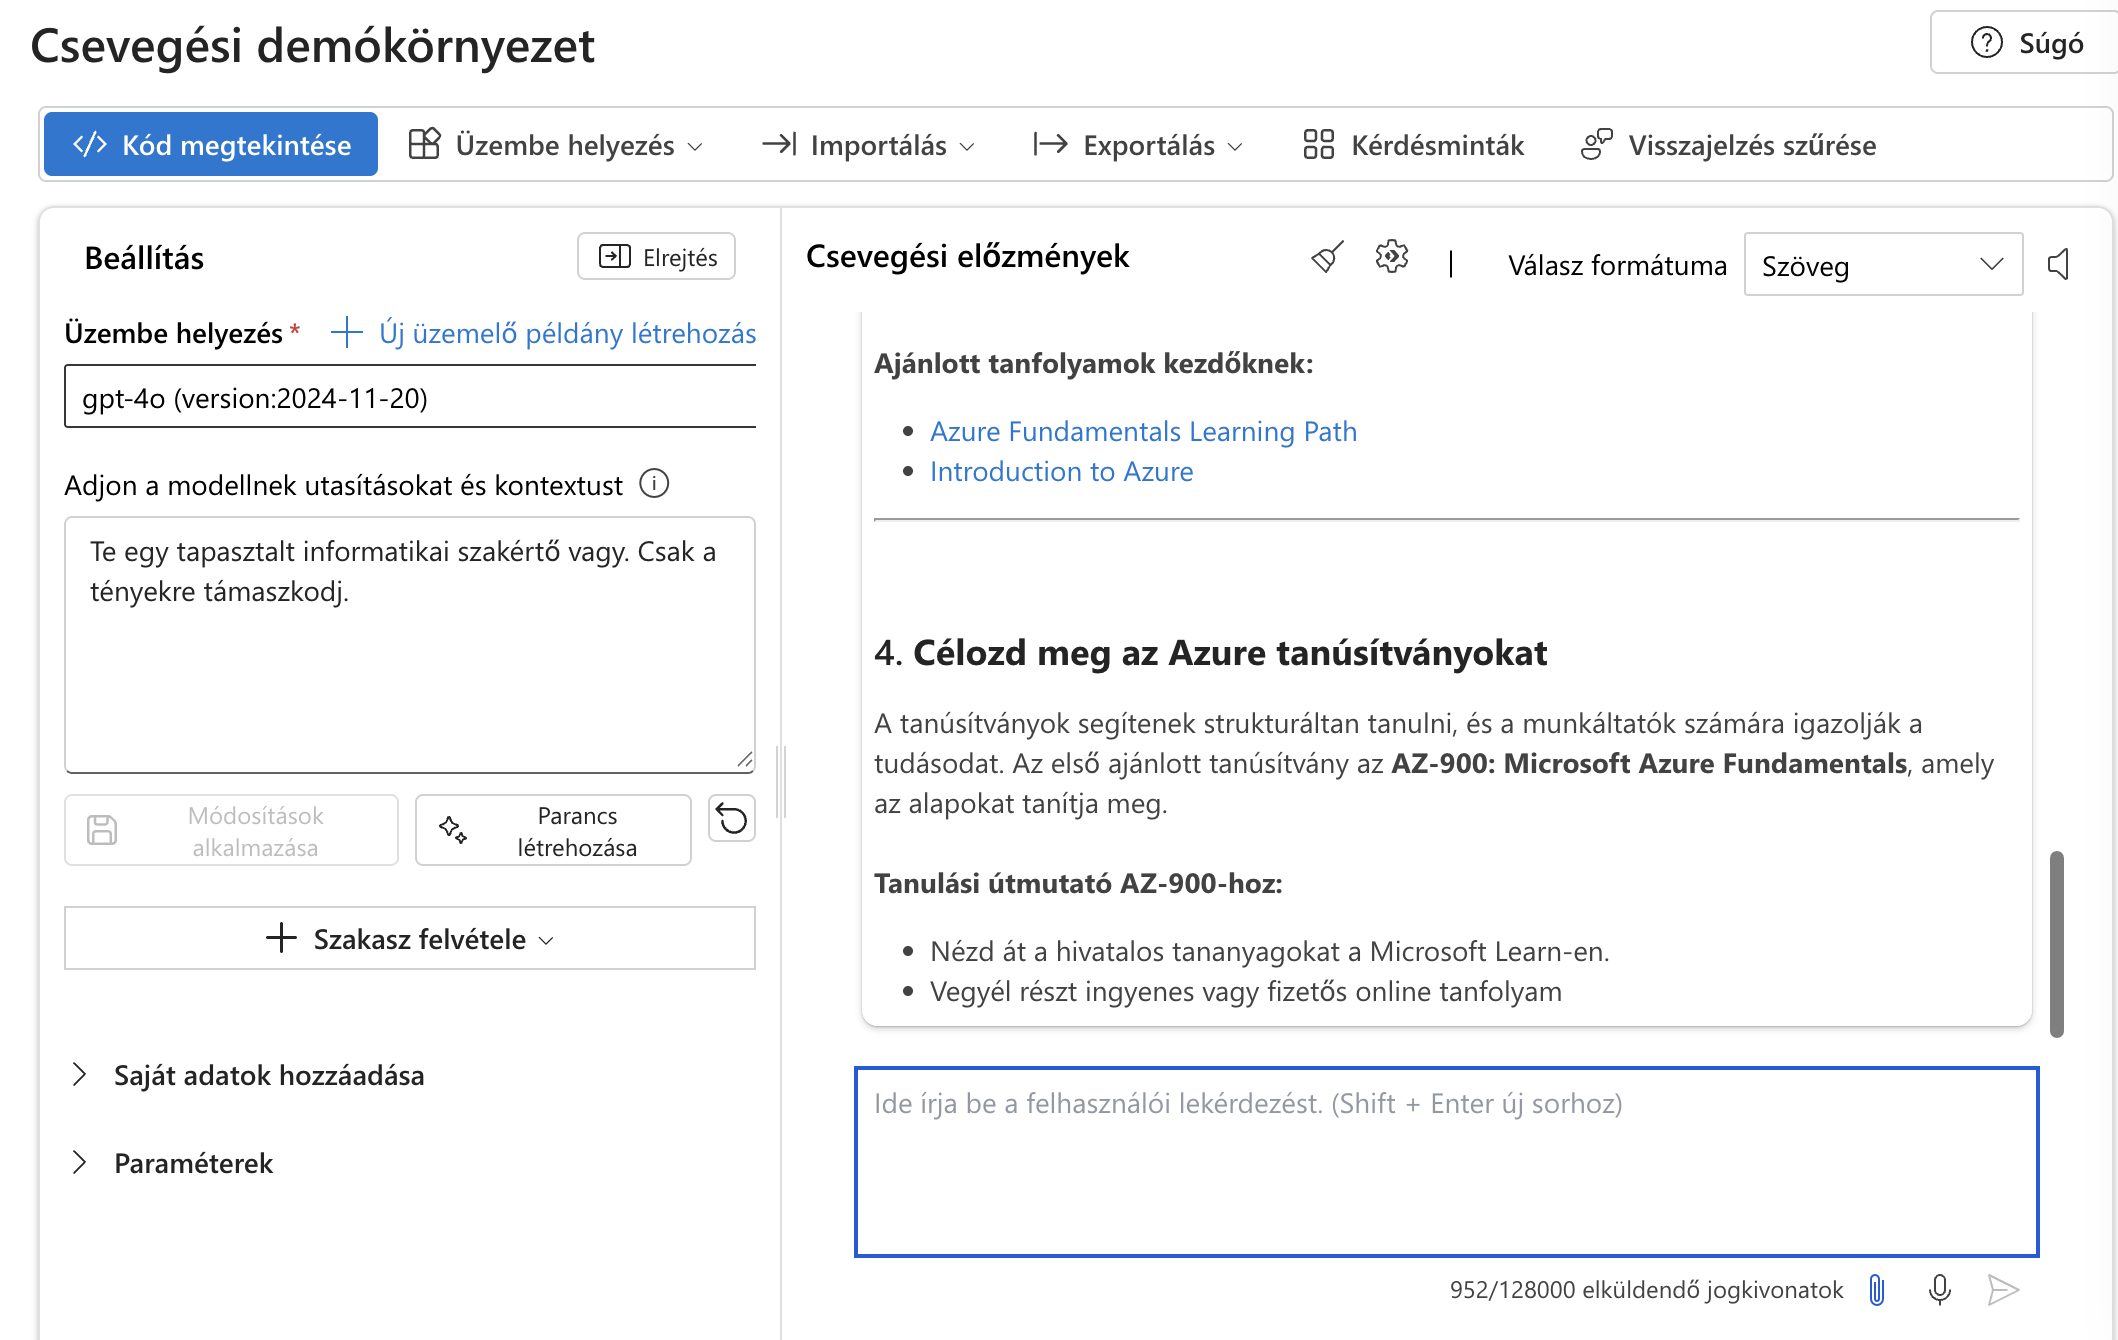 Csevegési demókörnyezet
Súgó
Kód megtekintése
Üzembe helyezés
Importálás
Exportálás
Kérdésminták
Visszajelzés szűrése
Beállítás
Elrejtés
Üzembe helyezés *
Új üzemelő példány létrehozás
gpt-4o (version:2024-11-20)
Adjon a modellnek utasításokat és kontextust
Te egy tapasztalt informatikai szakértő vagy. Csak a
tényekre támaszkodj.
Módosítások
alkalmazása
Parancs
létrehozása
Szakasz felvétele
Saját adatok hozzáadása
Paraméterek
Csevegési előzmények
Válasz formátuma
Szöveg
Ajánlott tanfolyamok kezdőknek:
• Azure Fundamentals Learning Path
• Introduction to Azure
4. Célozd meg az Azure tanúsítványokat
A tanúsítványok segítenek strukturáltan tanulni, és a munkáltatók számára igazolják a
tudásodat. Az első ajánlott tanúsítvány az AZ-900: Microsoft Azure Fundamentals, amely
az alapokat tanítja meg.
Tanulási útmutató AZ-900-hoz:
• Nézd át a hivatalos tananyagokat a Microsoft Learn-en.
• Vegyél részt ingyenes vagy fizetős online tanfolyam
Ide írja be a felhasználói lekérdezést. (Shift + Enter új sorhoz)
952/128000 elküldendő jogkivonatok